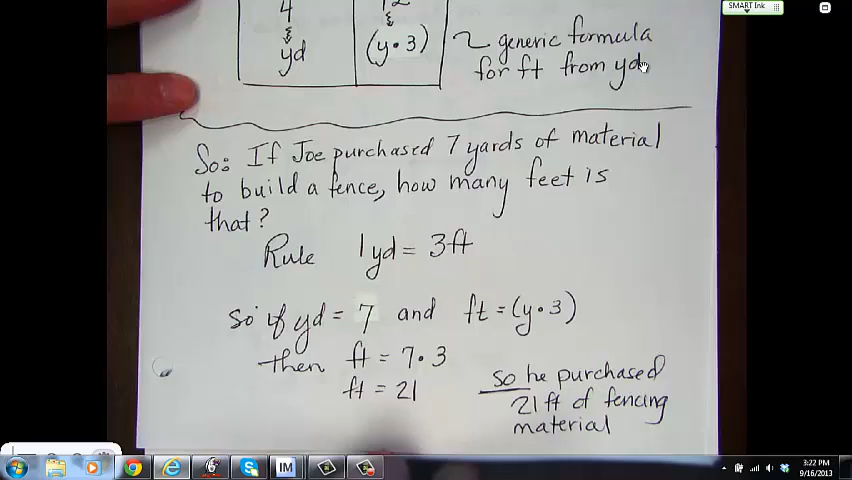 SMART Ink
4
yd
(y·3)
generic formula
for ft from yd
So: If Joe purchased 7 yards of material
to build a fence, how many feet is
that?
Rule 1 yd = 3 ft
so if yd = 7 and ft = (y·3)
then ft = 7·3
ft = 21
so he purchased
21 ft of fencing
material
IM
3:22 PM
9/16/2013